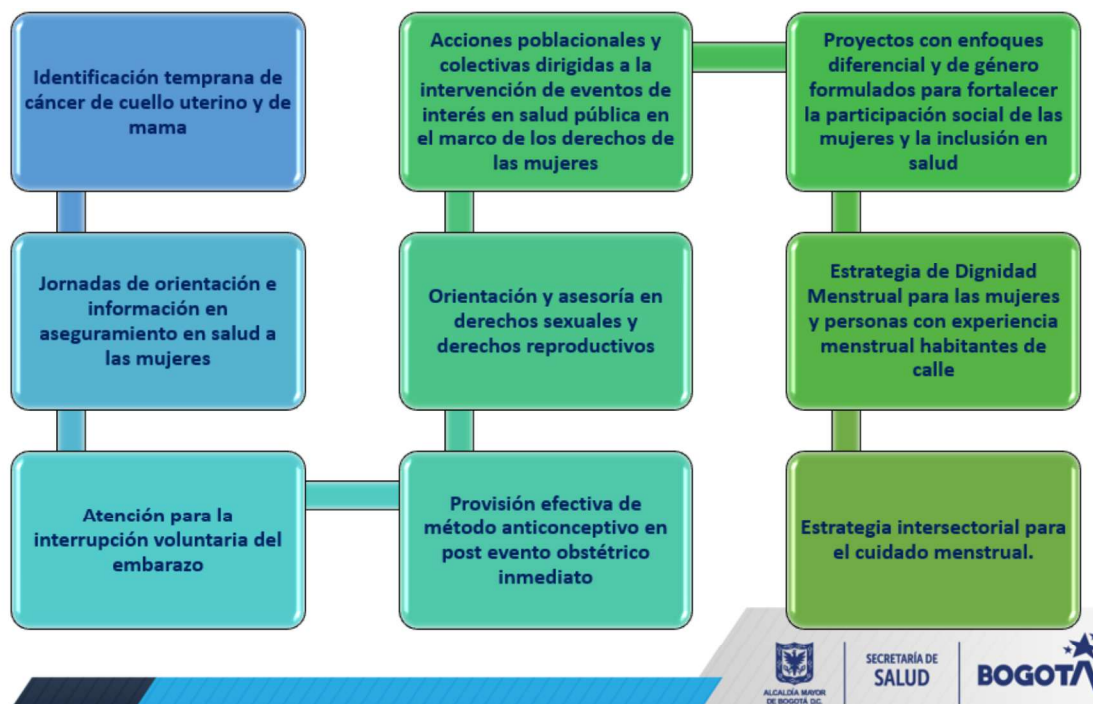 Identificación temprana de
cáncer de cuello uterino y de
mama
Jornadas de orientación e
información en
aseguramiento en salud a
las mujeres
Atención para la
interrupción voluntaria del
embarazo
Provisión efectiva de
método anticonceptivo en
post evento obstétrico
inmediato
Orientación y asesoría en
derechos sexuales y
derechos reproductivos
Acciones poblacionales y
colectivas dirigidas a la
intervención de eventos de
interés en salud pública en
el marco de los derechos de
las mujeres
Proyectos con enfoques
diferencial y de género
formulados para fortalecer
la participación social de las
mujeres y la inclusión en
salud
Estrategia de Dignidad
Menstrual para las mujeres
y personas con experiencia
menstrual habitantes de
calle
Estrategia intersectorial para
el cuidado menstrual.
ALCALDÍA MAYOR
DE BOGOTÁ D.C.
SECRETARÍA DE
SALUD
BOGOTÁ